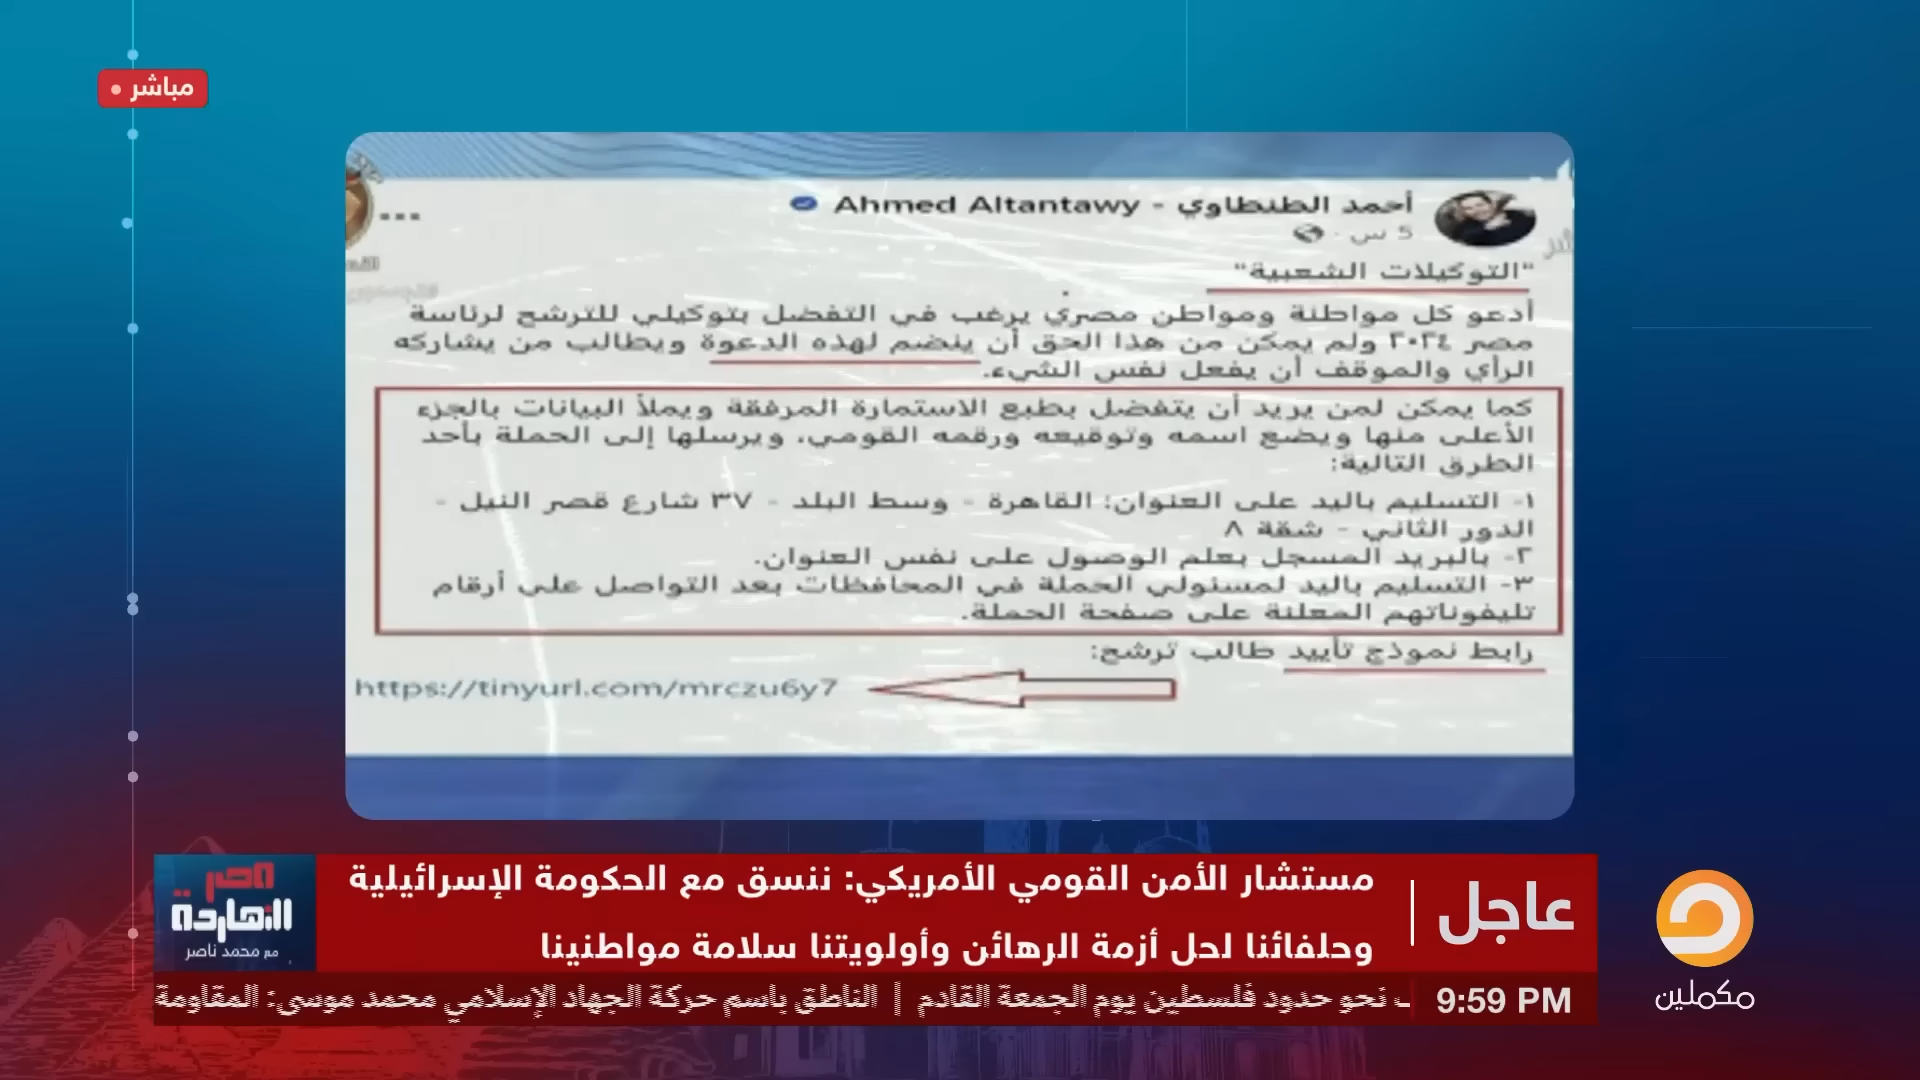 مباشر
أحمد الطنطاوي - Ahmed Altantawy
5 س
"التوكيلات الشعبية"
أدعو كل مواطنة ومواطن مصري يرغب في التفضل بتوكيلي للترشح لرئاسة
مصر ٢٠٢٤ ولم يمكن من هذا الحق أن ينضم لهذه الدعوة ويطالب من يشاركه
الرأي والموقف أن يفعل نفس الشيء.
كما يمكن لمن يريد أن يتفضل بطبع الاستمارة المرفقة ويملأ البيانات بالجزء
الأعلى منها ويضع اسمه وتوقيعه ورقمه القومي، ويرسلها إلى الحملة بأحد
الطرق التالية:
١- التسليم باليد على العنوان: القاهرة - وسط البلد - ٣٧ شارع قصر النيل -
الدور الثاني - شقة ٨
٢- بالبريد المسجل بعلم الوصول على نفس العنوان.
٣- التسليم باليد لمسئولي الحملة في المحافظات بعد التواصل على أرقام
تليفوناتهم المعلنة على صفحة الحملة.
رابط نموذج تأييد طالب ترشح:
https://tinyurl.com/mrczu6y7
عاجل
مستشار الأمن القومي الأمريكي: ننسق مع الحكومة الإسرائيلية
وحلفائنا لحل أزمة الرهائن وأولويتنا سلامة مواطنينا
مصر
النهاردة
مع محمد ناصر
9:59 PM
نحو حدود فلسطين يوم الجمعة القادم | الناطق باسم حركة الجهاد الإسلامي محمد موسى: المقاومة
مكملين